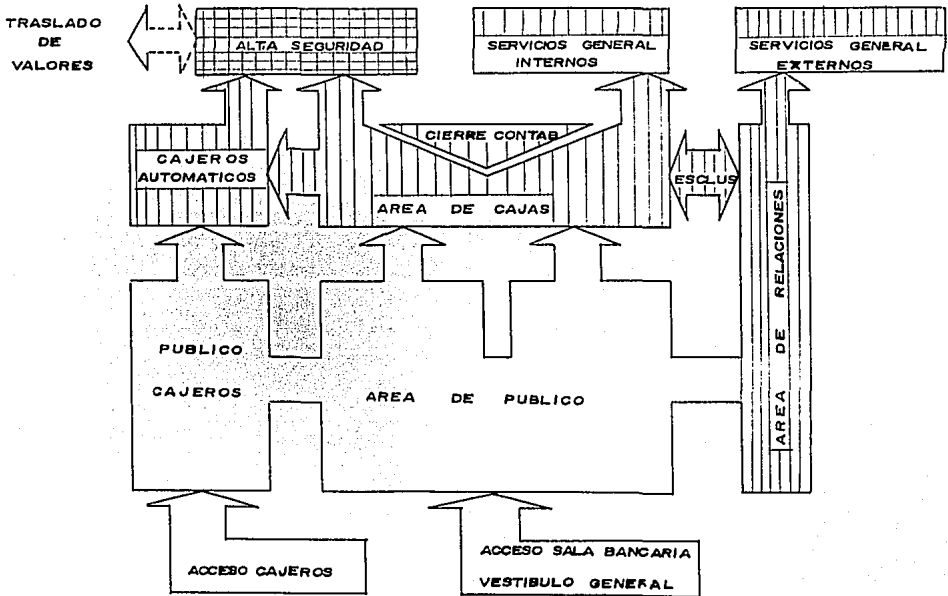 TRASLADO
DE
VALORES
ALTA SEGURIDAD
SERVICIOS GENERAL
INTERNOS
SERVICIOS GENERAL
EXTERNOS
CAJEROS
AUTOMATICOS
CIERRE CONTAB
AREA DE CAJAS
ESCLUS
AREA DE RELACIONES
PUBLICO
CAJEROS
AREA DE PUBLICO
ACCESO CAJEROS
ACCESO SALA BANCARIA
VESTIBULO GENERAL